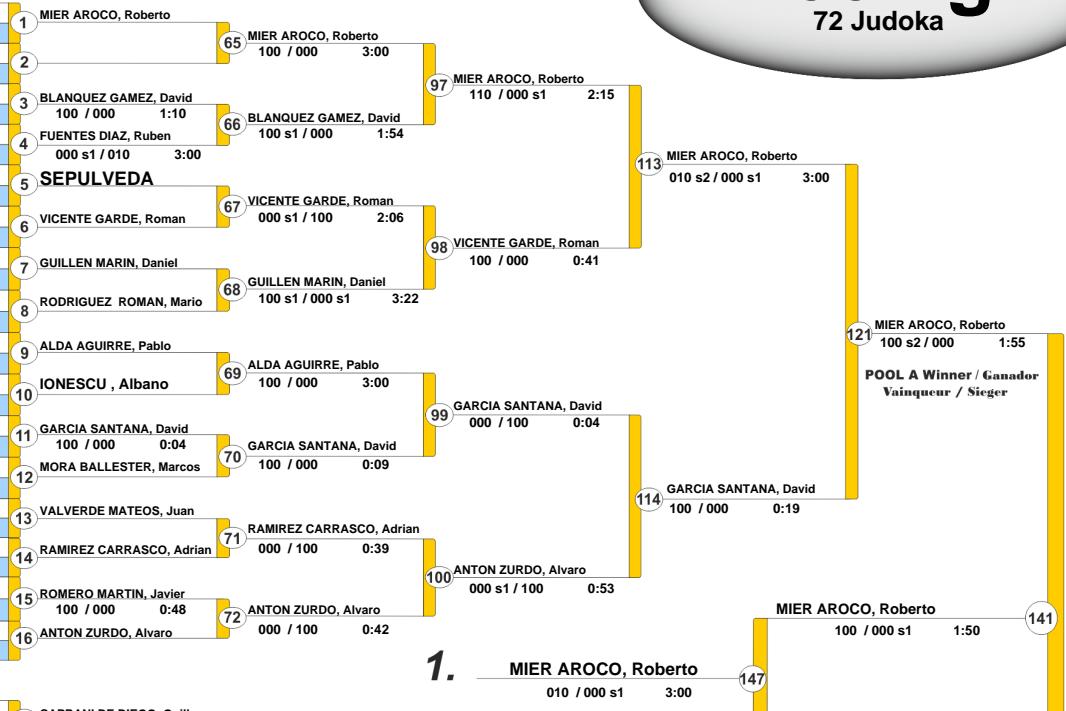 72 Judoka
1 MIER AROCO, Roberto
2
65 MIER AROCO, Roberto
100 / 000 3:00
3 BLANQUEZ GAMEZ, David
100 / 000 1:10
4 FUENTES DIAZ, Ruben
000 s1 / 010 3:00
66 BLANQUEZ GAMEZ, David
100 s1 / 000 1:54
97 MIER AROCO, Roberto
110 / 000 s1 2:15
5 SEPULVEDA
6 VICENTE GARDE, Roman
67 VICENTE GARDE, Roman
000 s1 / 100 2:06
7 GUILLEN MARIN, Daniel
8 RODRIGUEZ ROMAN, Mario
68 GUILLEN MARIN, Daniel
100 s1 / 000 s1 3:22
98 VICENTE GARDE, Roman
100 / 000 0:41
113 MIER AROCO, Roberto
010 s2 / 000 s1 3:00
9 ALDA AGUIRRE, Pablo
10 IONESCU , Albano
69 ALDA AGUIRRE, Pablo
100 / 000 3:00
11 GARCIA SANTANA, David
100 / 000 0:04
12 MORA BALLESTER, Marcos
70 GARCIA SANTANA, David
100 / 000 0:09
99 GARCIA SANTANA, David
000 / 100 0:04
13 VALVERDE MATEOS, Juan
14 RAMIREZ CARRASCO, Adrian
71 RAMIREZ CARRASCO, Adrian
000 / 100 0:39
15 ROMERO MARTIN, Javier
100 / 000 0:48
16 ANTON ZURDO, Alvaro
72 ANTON ZURDO, Alvaro
000 / 100 0:42
100 ANTON ZURDO, Alvaro
000 s1 / 100 0:53
114 GARCIA SANTANA, David
100 / 000 0:19
121 MIER AROCO, Roberto
100 s2 / 000 1:55
POOL A Winner / Ganador
Vainqueur / Sieger
MIER AROCO, Roberto 141
100 / 000 s1 1:50
1. MIER AROCO, Roberto 147
010 / 000 s1 3:00